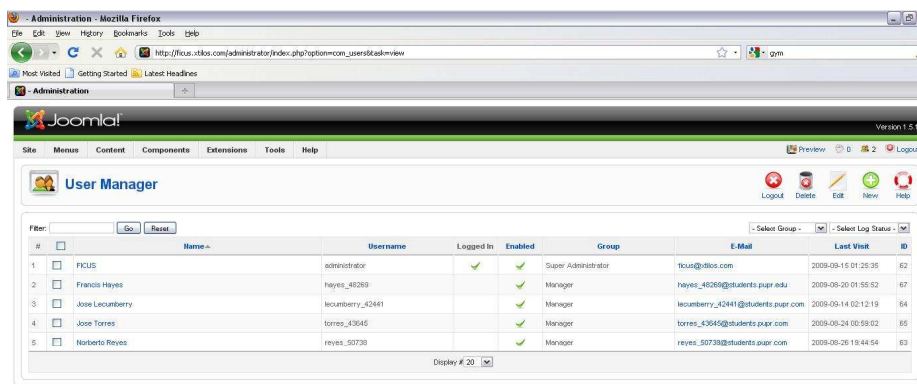 - Administration - Mozilla Firefox
File Edit View History Bookmarks Tools Help
http://ficus.xtilos.com/administrator/index.php?option=com_users&task=view
gym
Most Visited Getting Started Latest Headlines
- Administration
Joomla!
Version 1.5.1
Site Menus Content Components Extensions Tools Help Preview 0 2 Logou
User Manager
Logout Delete Edit New Help
Filter: Go Reset - Select Group - - Select Log Status -
# Name Username Logged In Enabled Group E-Mail Last Visit ID
1 FICUS administrator Super Administrator ficus@xtilos.com 2009-09-15 01:25:35 62
2 Francis Hayes hayes_48269 Manager hayes_48269@students.pupr.edu 2009-08-20 01:55:52 67
3 Jose Lecumberry lecumberry_42441 Manager lecumberry_42441@students.pupr.com 2009-09-14 02:12:19 64
4 Jose Torres torres_43645 Manager torres_43645@students.pupr.com 2009-08-24 00:59:02 65
5 Norberto Reyes reyes_50738 Manager reyes_50738@students.pupr.com 2009-08-26 19:44:54 63
Display # 20